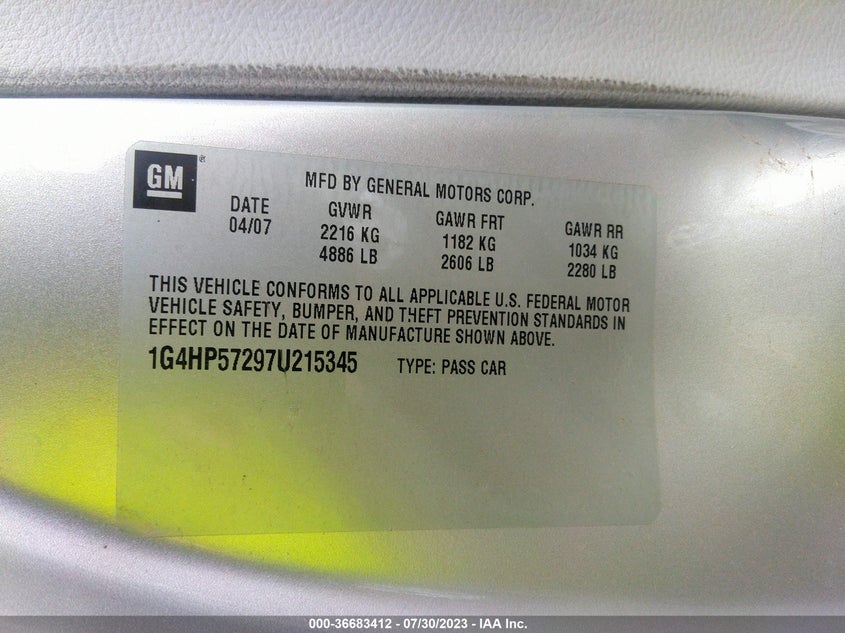 GM®
MFD BY GENERAL MOTORS CORP.
DATE GVWR GAWR FRT GAWR RR
04/07 2216 KG 1182 KG 1034 KG
4886 LB 2606 LB 2280 LB
THIS VEHICLE CONFORMS TO ALL APPLICABLE U.S. FEDERAL MOTOR
VEHICLE SAFETY, BUMPER, AND THEFT PREVENTION STANDARDS IN
EFFECT ON THE DATE OF MANUFACTURE SHOWN ABOVE.
1G4HP57297U215345 TYPE: PASS CAR
000-36683412 - 07/30/2023 - IAA Inc.